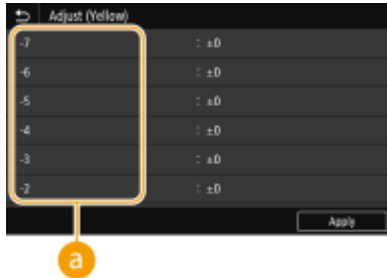 Adjust (Yellow)
-7 : ±0
-6 : ±0
-5 : ±0
-4 : ±0
-3 : ±0
-2 : ±0
Apply
a